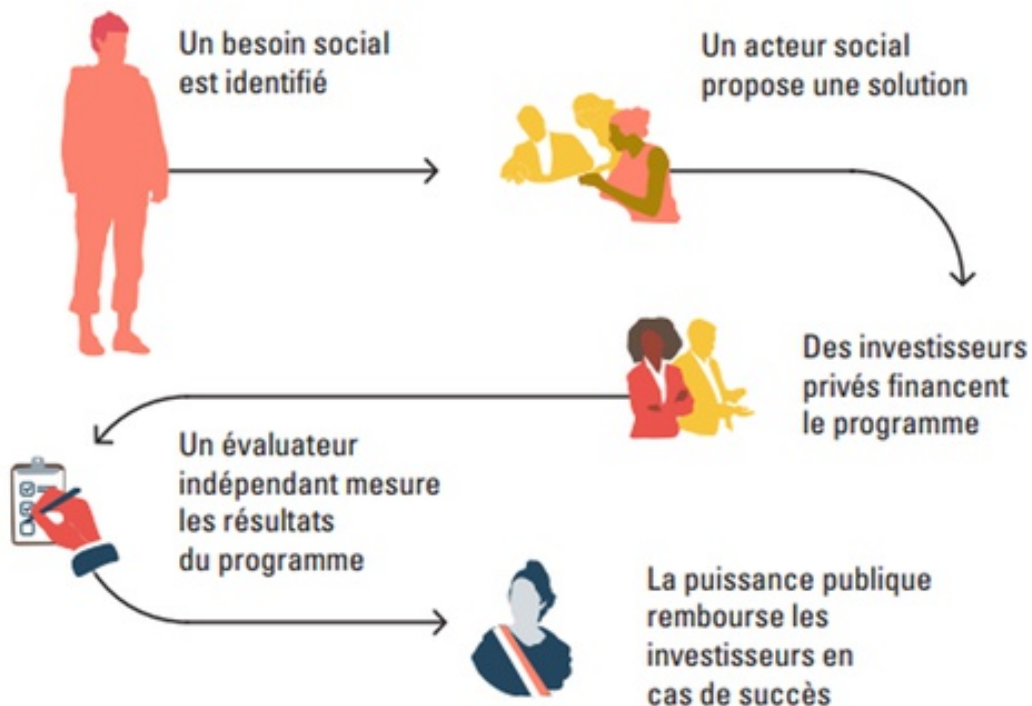 Un besoin social
est identifié
Un acteur social
propose une solution
Des investisseurs
privés financent
le programme
Un évaluateur
indépendant mesure
les résultats
du programme
La puissance publique
rembourse les
investisseurs en
cas de succès